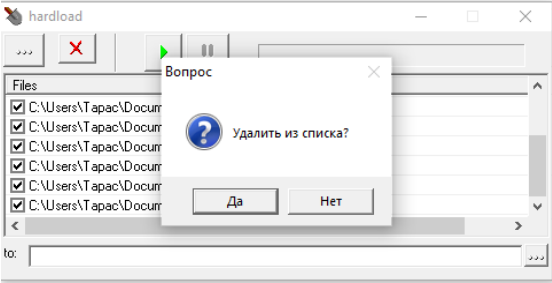 hardload
...
Вопрос
Files
C:\Users\Тарас\Docum
C:\Users\Тарас\Docum
Удалить из списка?
C:\Users\Тарас\Docum
C:\Users\Тарас\Docum
C:\Users\Тарас\Docum
C:\Users\Тарас\Docum
Да
Нет
to:
...